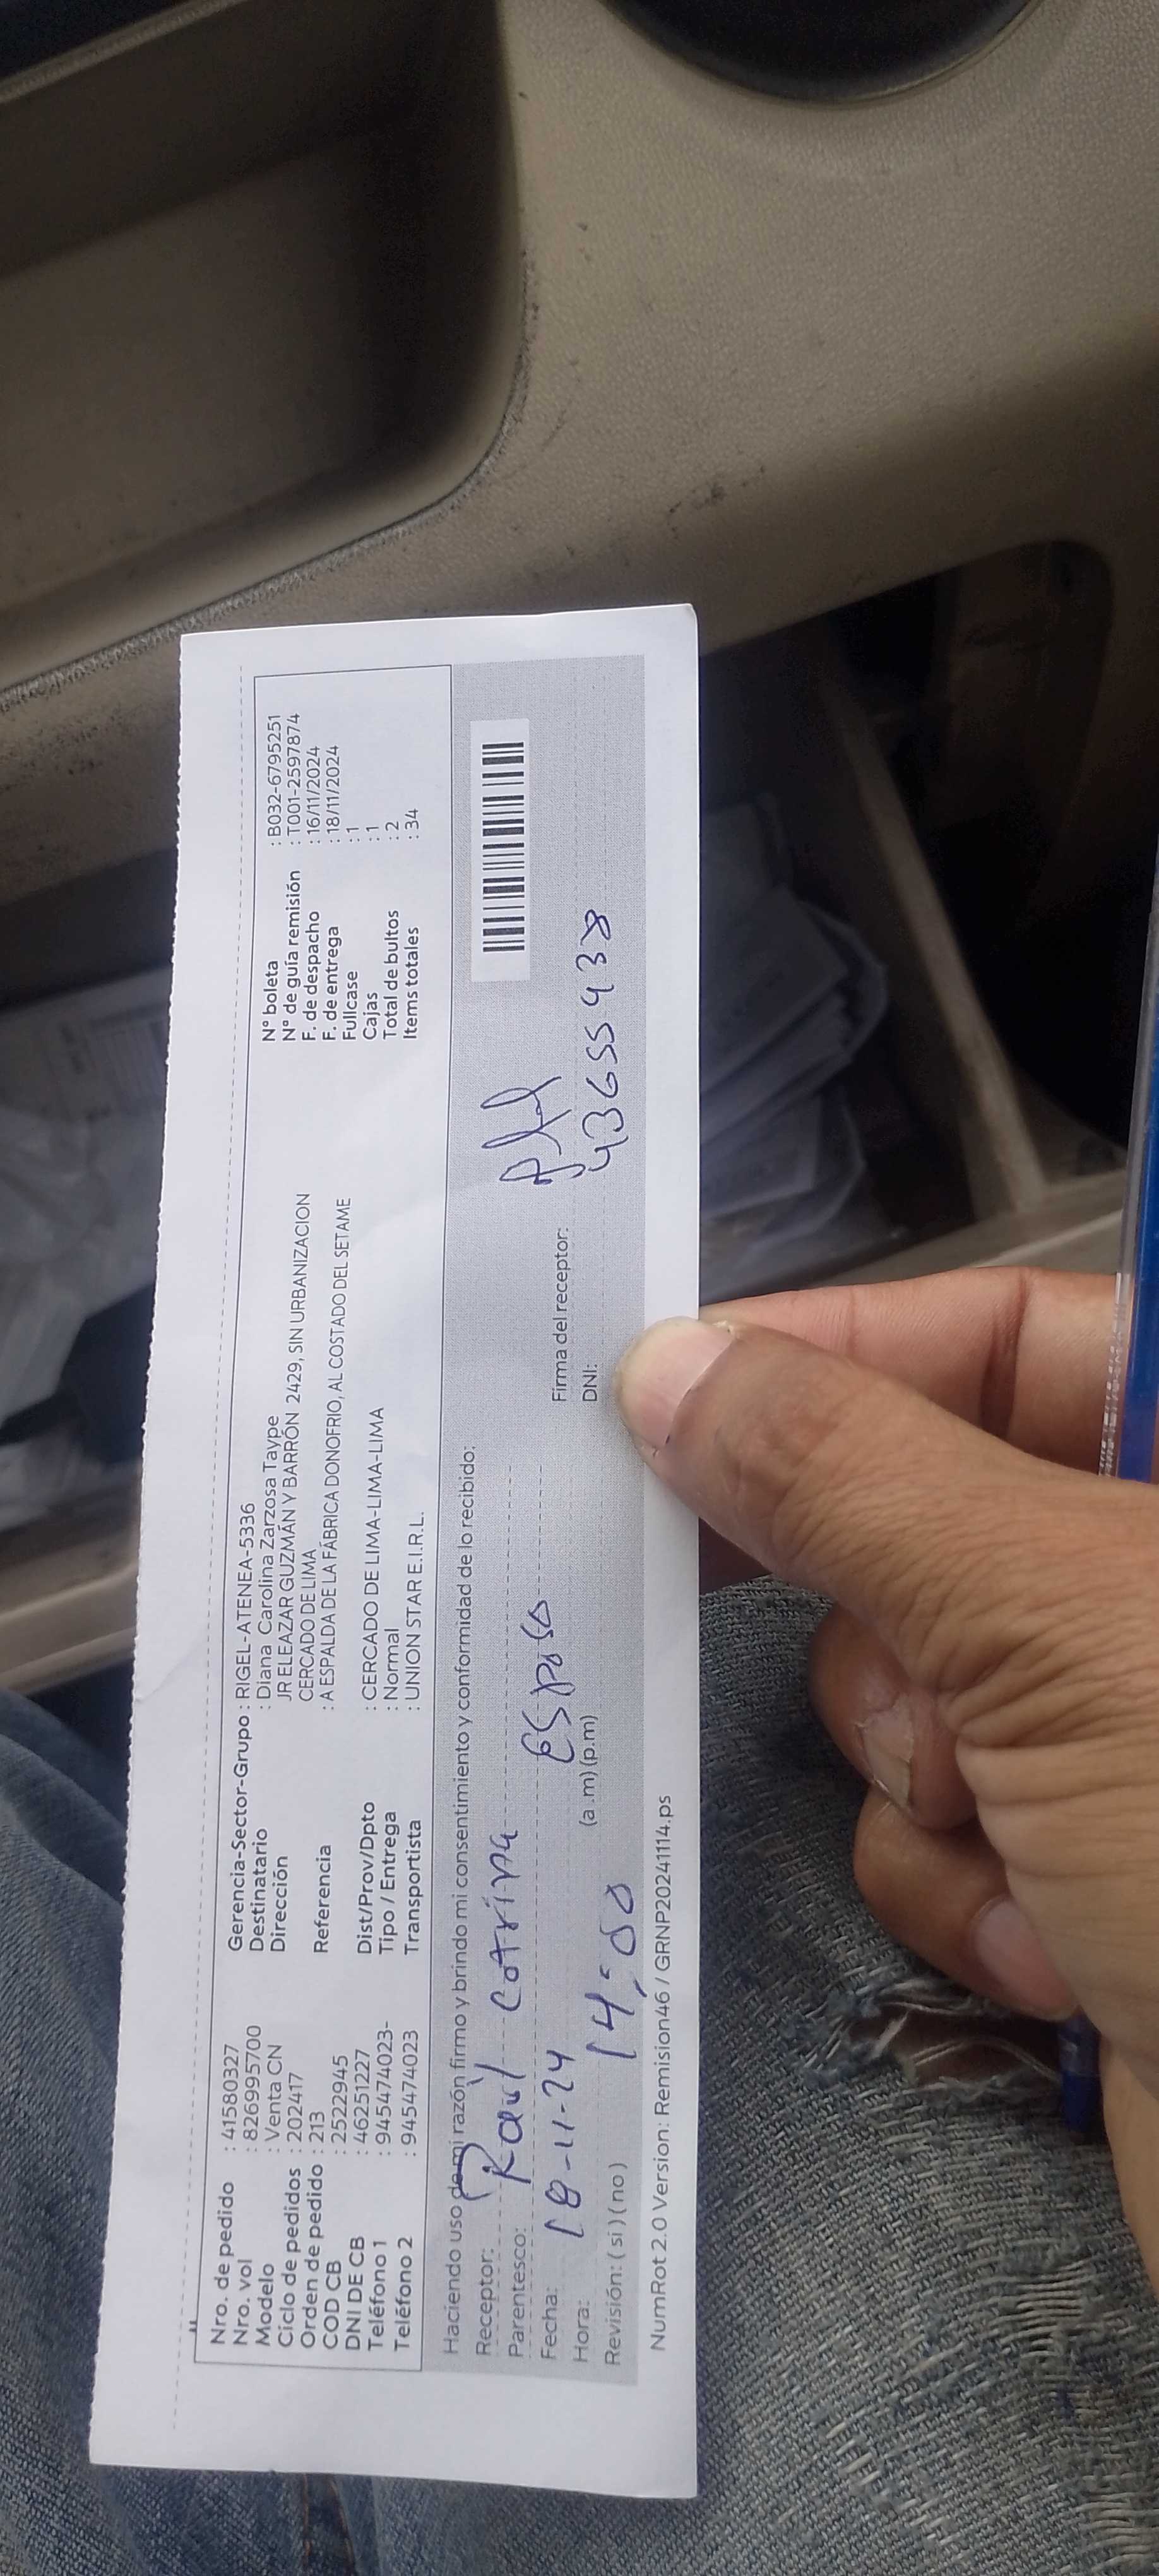 Nro. de pedido : 41580327
Nro. vol : 826995700
Modelo : Venta CN
Ciclo de pedidos : 202417
Orden de pedido : 213
COD CB : 2522945
DNI DE CB : 46251227
Teléfono 1 : 945474023-
Teléfono 2 : 945474023
Gerencia-Sector-Grupo : RIGEL-ATENEA-5336
Destinatario : Diana Carolina Zarzosa Taype
Dirección JR ELEAZAR GUZMÁN Y BARRÓN 2429, SIN URBANIZACION
CERCADO DE LIMA
Referencia : A ESPALDA DE LA FÁBRICA DONOFRIO, AL COSTADO DEL SETAME
Dist/Prov/Dpto : CERCADO DE LIMA-LIMA-LIMA
Tipo / Entrega : Normal
Transportista : UNION STAR E.I.R.L.
N° boleta : B032-6795251
N° de guía remisión : T001-2597874
F. de despacho : 16/11/2024
F. de entrega : 18/11/2024
Fullcase : 1
Cajas : 1
Total de bultos : 2
Items totales : 34
Haciendo uso de mi razón firmo y brindo mi consentimiento y conformidad de lo recibido:
Receptor: Raul Cotrina
Parentesco: Esposo
Fecha: 18-11-24
Hora: 14:00 (a .m) (p.m)
Revisión: ( si ) ( no )
Firma del receptor:
DNI: 43655438
NumRot 2.0 Version: Remision46 / GRNP20241114.ps